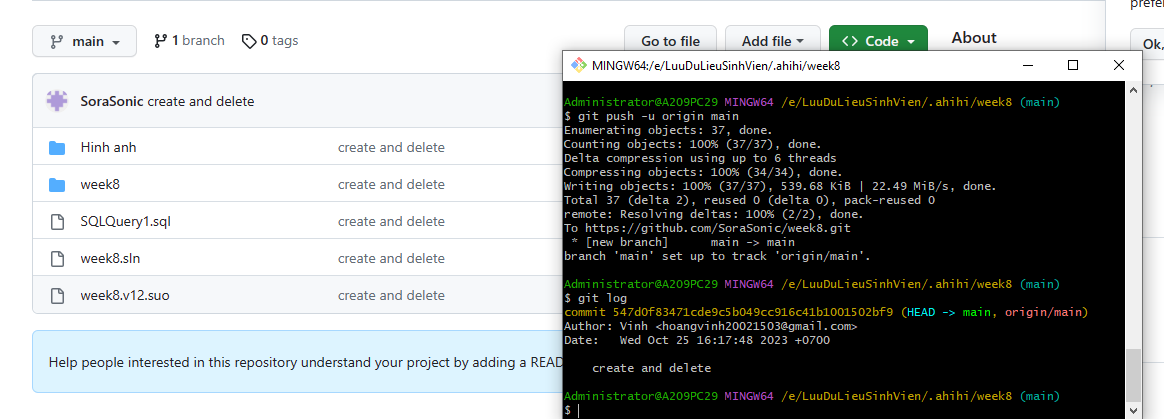 prefer
main
1 branch
0 tags
Go to file
Add file
Code
About
Ok,
SoraSonic create and delete
Hinh anh create and delete
week8 create and delete
SQLQuery1.sql create and delete
week8.sln create and delete
week8.v12.suo create and delete
Help people interested in this repository understand your project by adding a READ
MINGW64:/e/LuuDuLieuSinhVien/.ahihi/week8
Administrator@A209PC29 MINGW64 /e/LuuDuLieuSinhVien/.ahihi/week8 (main)
$ git push -u origin main
Enumerating objects: 37, done.
Counting objects: 100% (37/37), done.
Delta compression using up to 6 threads
Compressing objects: 100% (34/34), done.
Writing objects: 100% (37/37), 539.68 KiB | 22.49 MiB/s, done.
Total 37 (delta 2), reused 0 (delta 0), pack-reused 0
remote: Resolving deltas: 100% (2/2), done.
To https://github.com/SoraSonic/week8.git
 * [new branch]      main -> main
branch 'main' set up to track 'origin/main'.
Administrator@A209PC29 MINGW64 /e/LuuDuLieuSinhVien/.ahihi/week8 (main)
$ git log
commit 547d0f83471cde9c5b049cc916c41b1001502bf9 (HEAD -> main, origin/main)
Author: Vinh <hoangvinh20021503@gmail.com>
Date:   Wed Oct 25 16:17:48 2023 +0700
    create and delete
Administrator@A209PC29 MINGW64 /e/LuuDuLieuSinhVien/.ahihi/week8 (main)
$